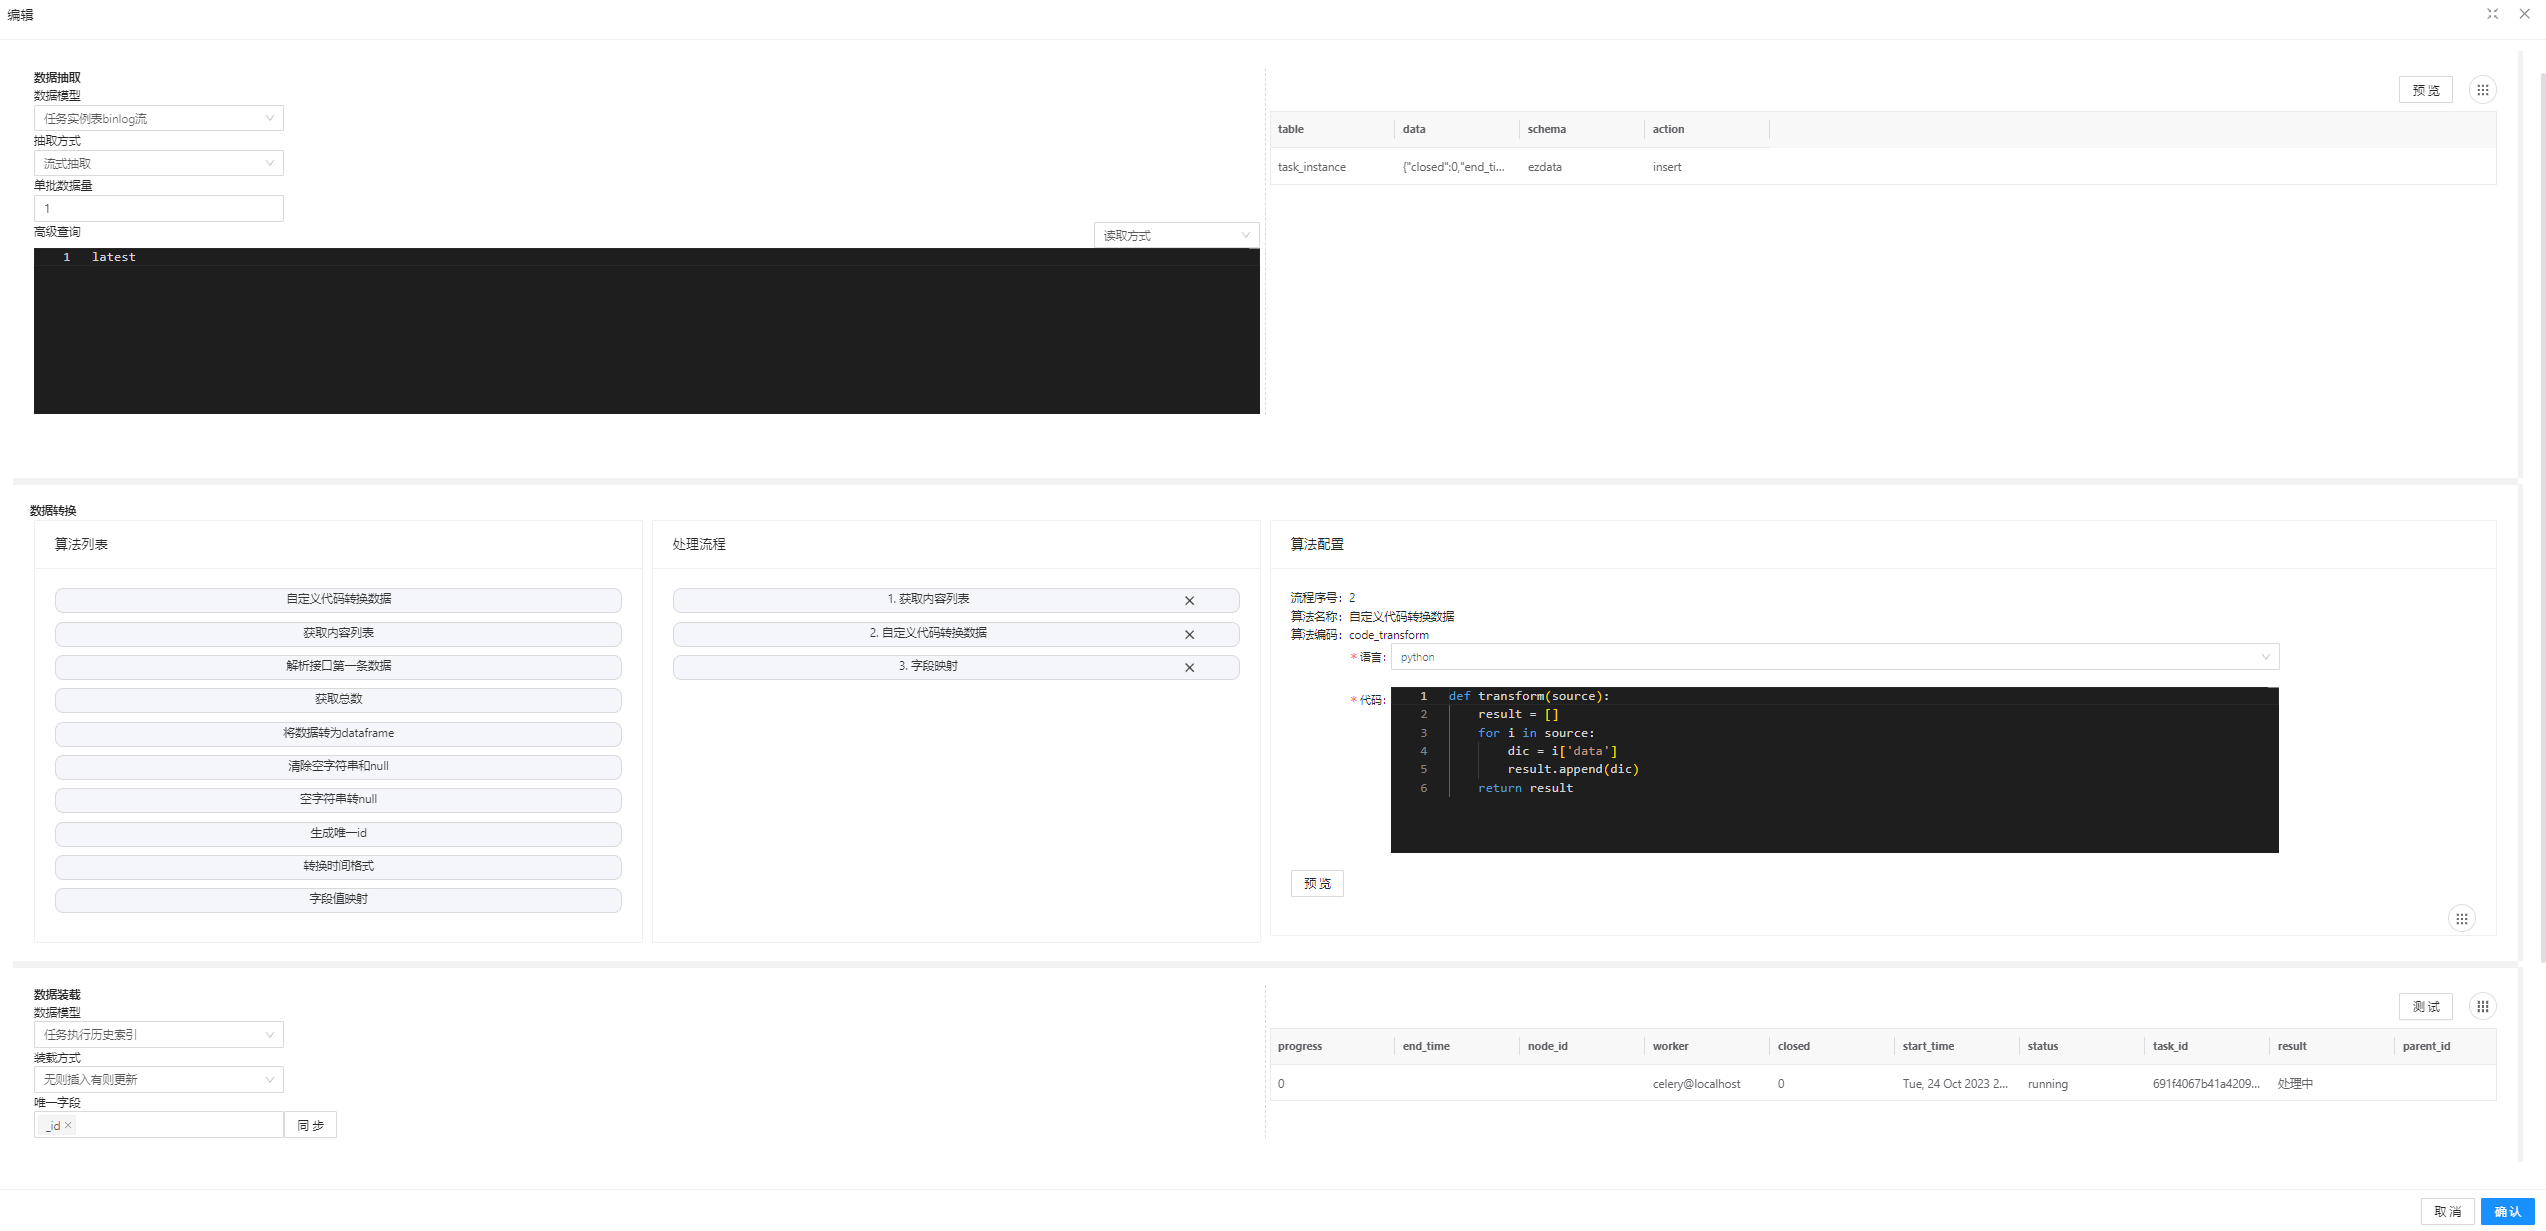 编辑
数据抽取
数据模型
任务实例表binlog流
抽取方式
流式抽取
单批数据量
1
高级查询
读取方式
1 latest
预 览
table data schema action
task_instance {"closed":0,"end_ti... ezdata insert
数据转换
算法列表
自定义代码转换数据
获取内容列表
解析接口第一条数据
获取总数
将数据转为dataframe
清除空字符串和null
空字符串转null
生成唯一id
转换时间格式
字段值映射
处理流程
1. 获取内容列表
2. 自定义代码转换数据
3. 字段映射
算法配置
流程序号：2
算法名称：自定义代码转换数据
算法编码：code_transform
* 语言: python
* 代码:
1 def transform(source):
2     result = []
3     for i in source:
4         dic = i['data']
5         result.append(dic)
6     return result
预 览
数据装载
数据模型
任务执行历史索引
装载方式
无则插入有则更新
唯一字段
_id ×
同 步
测 试
progress end_time node_id worker closed start_time status task_id result parent_id
0 celery@localhost 0 Tue, 24 Oct 2023 2... running 691f4067b41a4209... 处理中
取 消
确 认